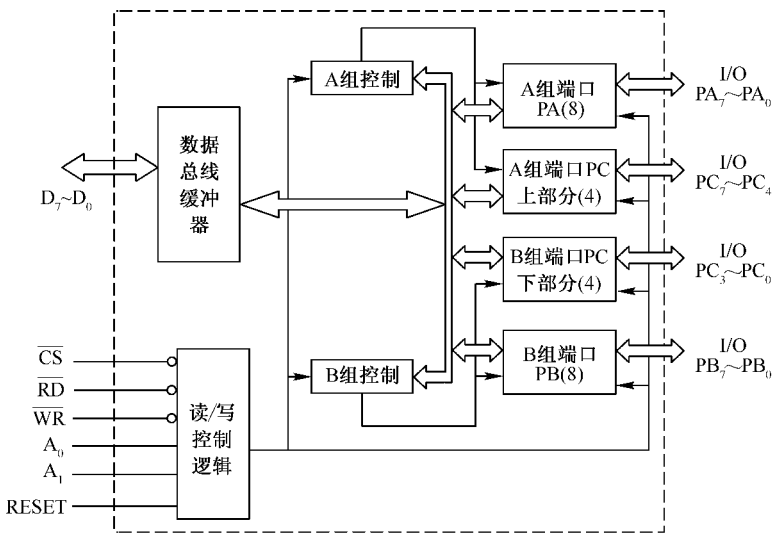 A组控制
A组端口
PA(8)
I/O
PA₇～PA₀
数据
总线
缓冲
器
D₇~D₀
A组端口PC
上部分(4)
I/O
PC₇～PC₄
B组端口PC
下部分(4)
I/O
PC₃～PC₀
B组控制
B组端口
PB(8)
I/O
PB₇～PB₀
C̅S̅
R̅D̅
W̅R̅
A₀
A₁
RESET
读/写
控制
逻辑